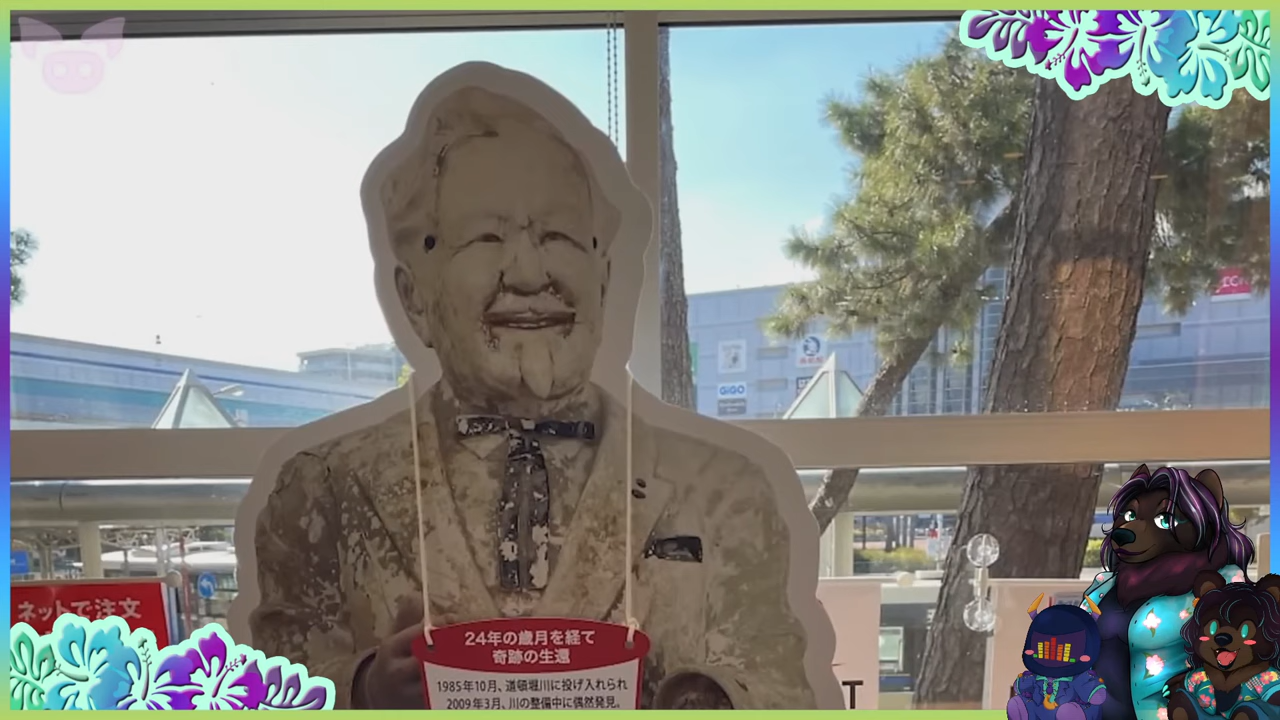 GiGO
ネットで注文
24年の歳月を経て
奇跡の生還
1985年10月、道頓堀川に投げ入れられ
2009年3月、川の整備中に偶然発見。
T